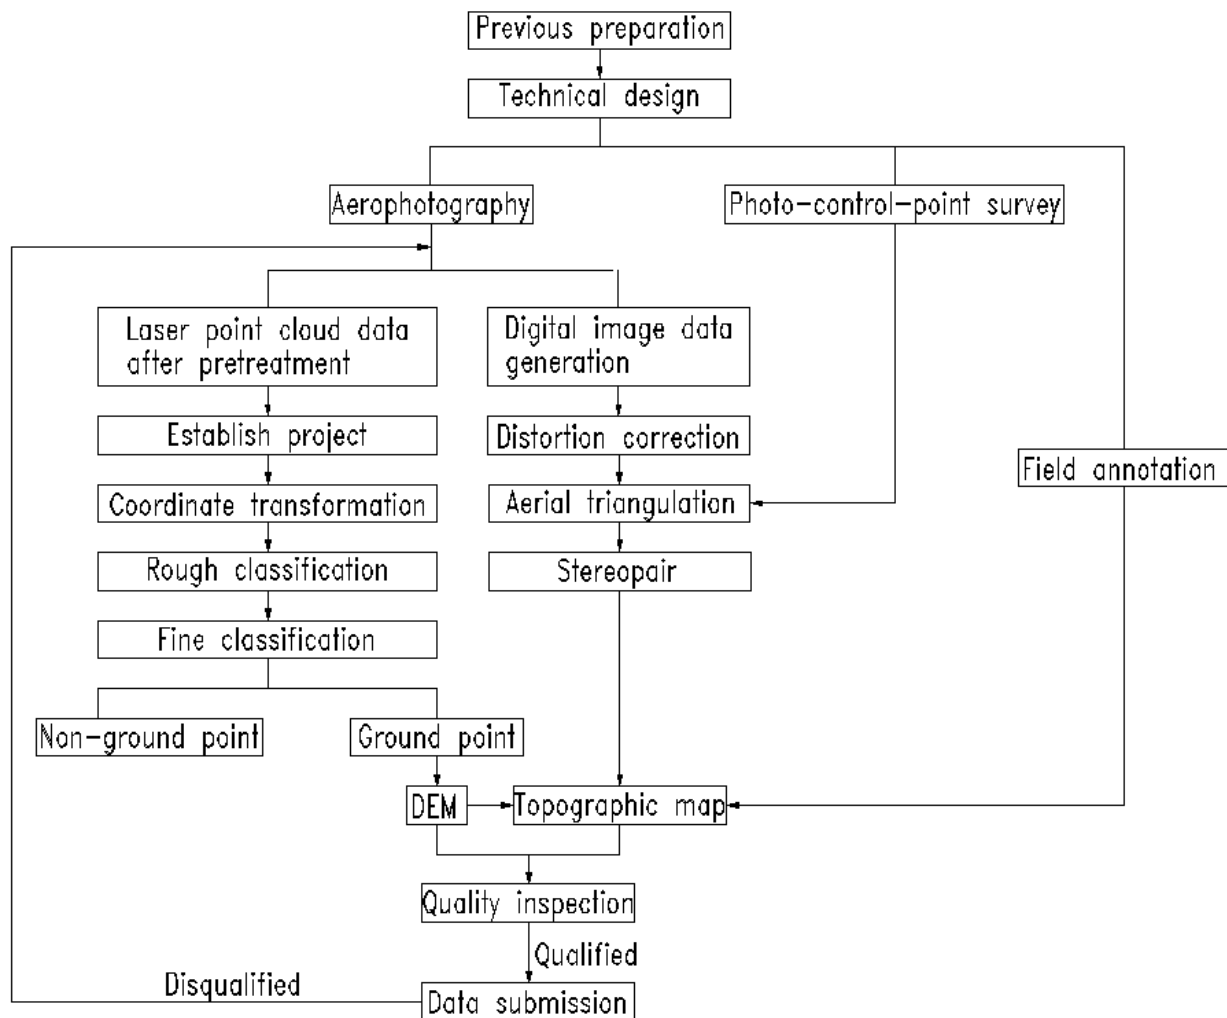 Previous preparation
Technical design
Aerophotography
Photo-control-point survey
Laser point cloud data
after pretreatment
Digital image data
generation
Establish project
Distortion correction
Field annotation
Coordinate transformation
Aerial triangulation
Rough classification
Stereopair
Fine classification
Non-ground point
Ground point
DEM
Topographic map
Quality inspection
Qualified
Disqualified
Data submission